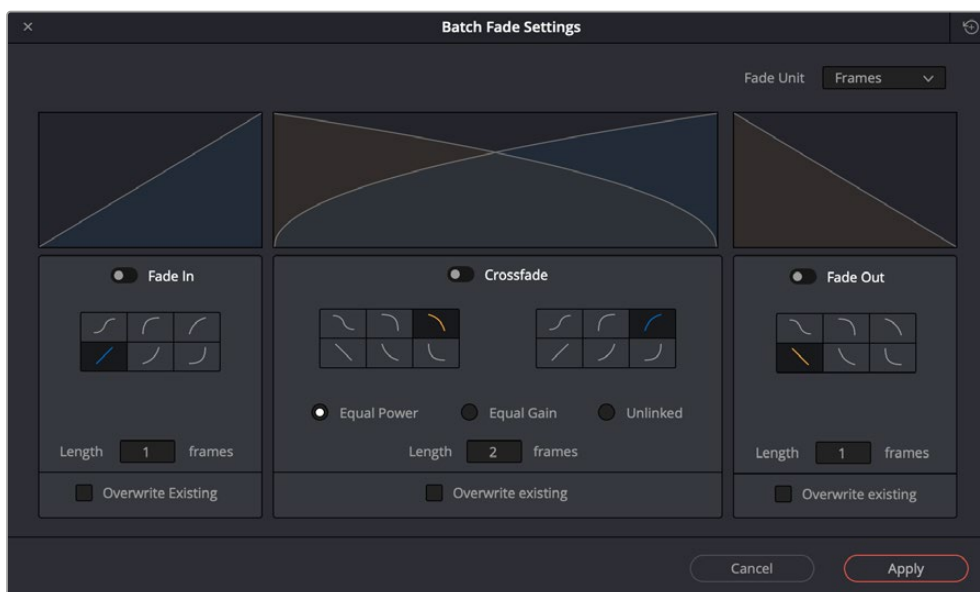 Batch Fade Settings
Fade Unit Frames
Fade In
Crossfade
Fade Out
Equal Power Equal Gain Unlinked
Length 1 frames
Length 2 frames
Length 1 frames
Overwrite Existing
Overwrite existing
Overwrite existing
Cancel Apply